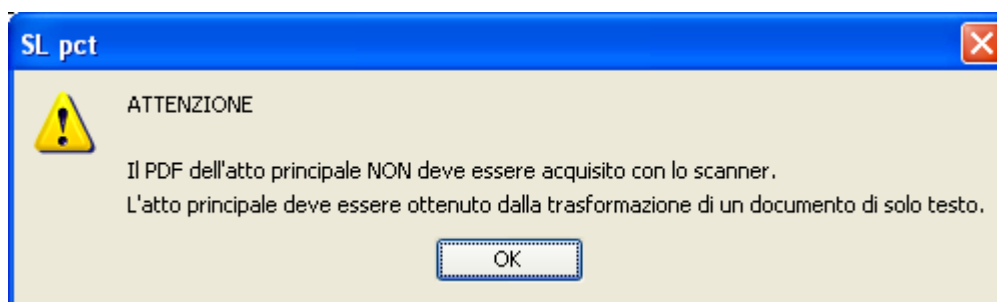 SL pct
ATTENZIONE
Il PDF dell'atto principale NON deve essere acquisito con lo scanner.
L'atto principale deve essere ottenuto dalla trasformazione di un documento di solo testo.
OK